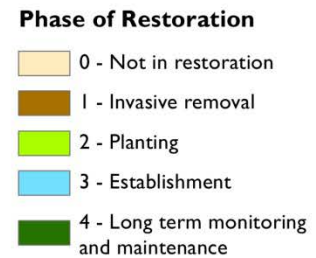 Phase of Restoration
0 - Not in restoration
1 - Invasive removal
2 - Planting
3 - Establishment
4 - Long term monitoring
and maintenance